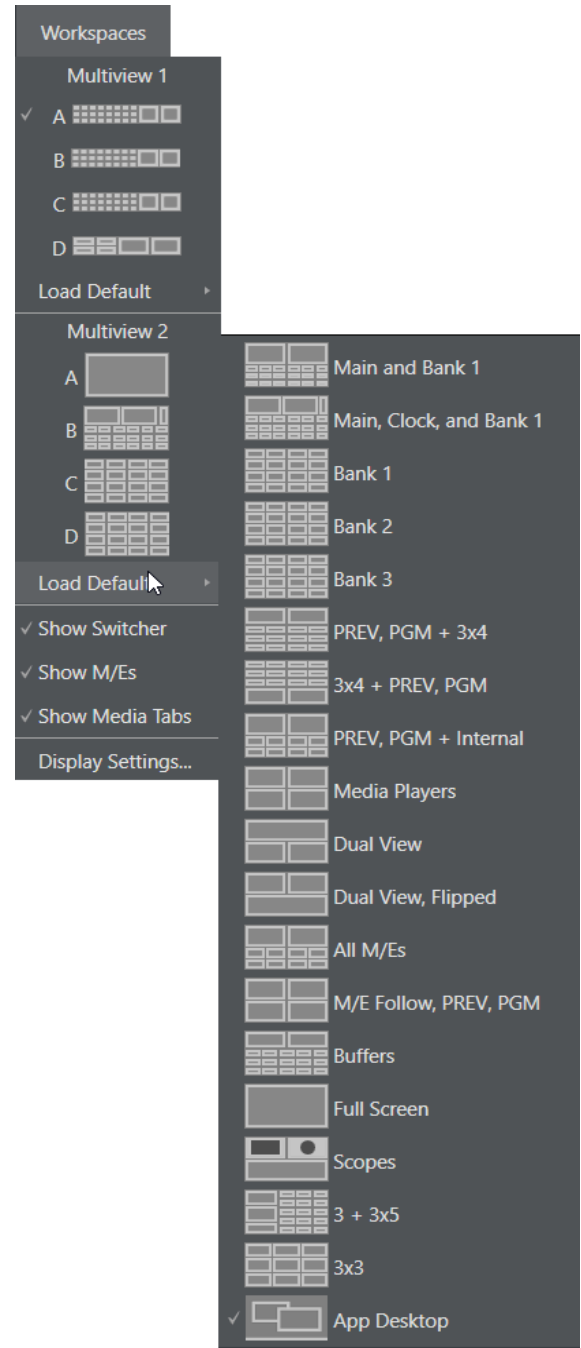 Workspaces
Multiview 1
A
B
C
D
Load Default
Multiview 2
A
B
C
D
Load Default
Show Switcher
Show M/Es
Show Media Tabs
Display Settings...
Main and Bank 1
Main, Clock, and Bank 1
Bank 1
Bank 2
Bank 3
PREV, PGM + 3x4
3x4 + PREV, PGM
PREV, PGM + Internal
Media Players
Dual View
Dual View, Flipped
All M/Es
M/E Follow, PREV, PGM
Buffers
Full Screen
Scopes
3 + 3x5
3x3
App Desktop